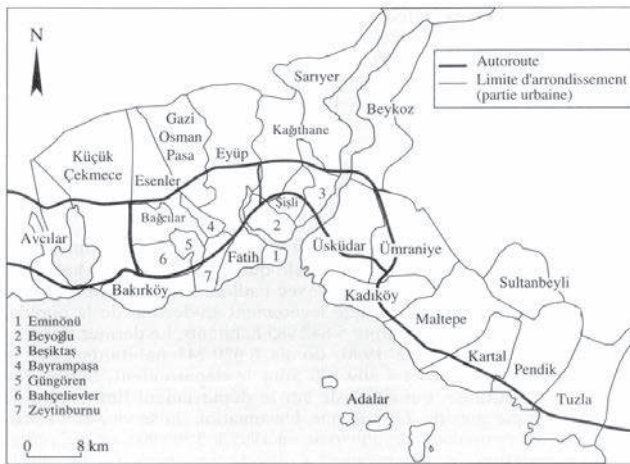 N
Autoroute
Limite d'arrondissement
(partie urbaine)
Sarıyer
Beykoz
Gazi
Osman
Pasa
Kağıthane
Eyüp
Küçük
Çekmece
Esenler
3
Şişli
Bağcılar
4
2
Avcılar
5
6
Fatih
1
Üsküdar
Ümraniye
7
Bakırköy
Sultanbeyli
Kadıköy
Maltepe
Kartal
Pendik
Tuzla
Adalar
1 Eminönü
2 Beyoğlu
3 Beşiktaş
4 Bayrampaşa
5 Güngören
6 Bahçelievler
7 Zeytinburnu
0 8 km